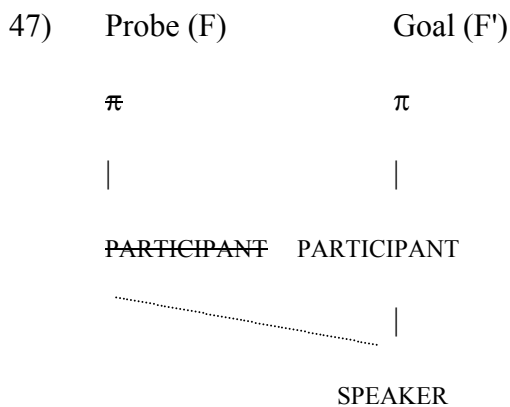 47) Probe (F) Goal (F')
π π
| |
PARTICIPANT PARTICIPANT
|
SPEAKER